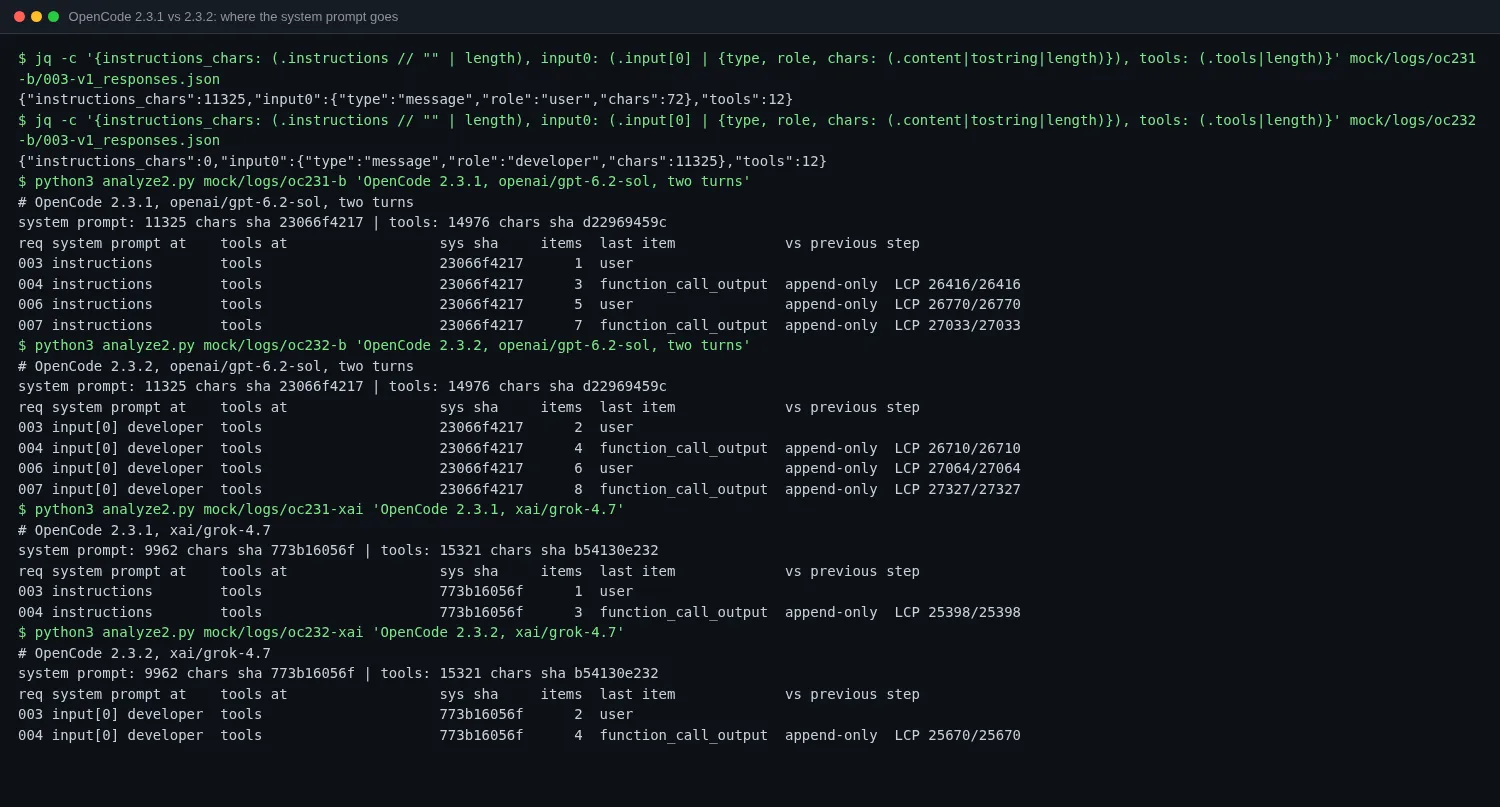 OpenCode 2.3.1 vs 2.3.2: where the system prompt goes
$ jq -c '{instructions_chars: (.instructions // "" | length), input0: (.input[0] | {type, role, chars: (.content|tostring|length)}), tools: (.tools|length)}' mock/logs/oc231
-b/003-v1_responses.json
{"instructions_chars":11325,"input0":{"type":"message","role":"user","chars":72},"tools":12}
$ jq -c '{instructions_chars: (.instructions // "" | length), input0: (.input[0] | {type, role, chars: (.content|tostring|length)}), tools: (.tools|length)}' mock/logs/oc232
-b/003-v1_responses.json
{"instructions_chars":0,"input0":{"type":"message","role":"developer","chars":11325},"tools":12}
$ python3 analyze2.py mock/logs/oc231-b 'OpenCode 2.3.1, openai/gpt-6.2-sol, two turns'
# OpenCode 2.3.1, openai/gpt-6.2-sol, two turns
system prompt: 11325 chars sha 23066f4217 | tools: 14976 chars sha d22969459c
req system prompt at    tools at                  sys sha     items  last item             vs previous step
003 instructions        tools                     23066f4217      1  user
004 instructions        tools                     23066f4217      3  function_call_output  append-only  LCP 26416/26416
006 instructions        tools                     23066f4217      5  user                  append-only  LCP 26770/26770
007 instructions        tools                     23066f4217      7  function_call_output  append-only  LCP 27033/27033
$ python3 analyze2.py mock/logs/oc232-b 'OpenCode 2.3.2, openai/gpt-6.2-sol, two turns'
# OpenCode 2.3.2, openai/gpt-6.2-sol, two turns
system prompt: 11325 chars sha 23066f4217 | tools: 14976 chars sha d22969459c
req system prompt at    tools at                  sys sha     items  last item             vs previous step
003 input[0] developer  tools                     23066f4217      2  user
004 input[0] developer  tools                     23066f4217      4  function_call_output  append-only  LCP 26710/26710
006 input[0] developer  tools                     23066f4217      6  user                  append-only  LCP 27064/27064
007 input[0] developer  tools                     23066f4217      8  function_call_output  append-only  LCP 27327/27327
$ python3 analyze2.py mock/logs/oc231-xai 'OpenCode 2.3.1, xai/grok-4.7'
# OpenCode 2.3.1, xai/grok-4.7
system prompt: 9962 chars sha 773b16056f | tools: 15321 chars sha b54130e232
req system prompt at    tools at                  sys sha     items  last item             vs previous step
003 instructions        tools                     773b16056f      1  user
004 instructions        tools                     773b16056f      3  function_call_output  append-only  LCP 25398/25398
$ python3 analyze2.py mock/logs/oc232-xai 'OpenCode 2.3.2, xai/grok-4.7'
# OpenCode 2.3.2, xai/grok-4.7
system prompt: 9962 chars sha 773b16056f | tools: 15321 chars sha b54130e232
req system prompt at    tools at                  sys sha     items  last item             vs previous step
003 input[0] developer  tools                     773b16056f      2  user
004 input[0] developer  tools                     773b16056f      4  function_call_output  append-only  LCP 25670/25670